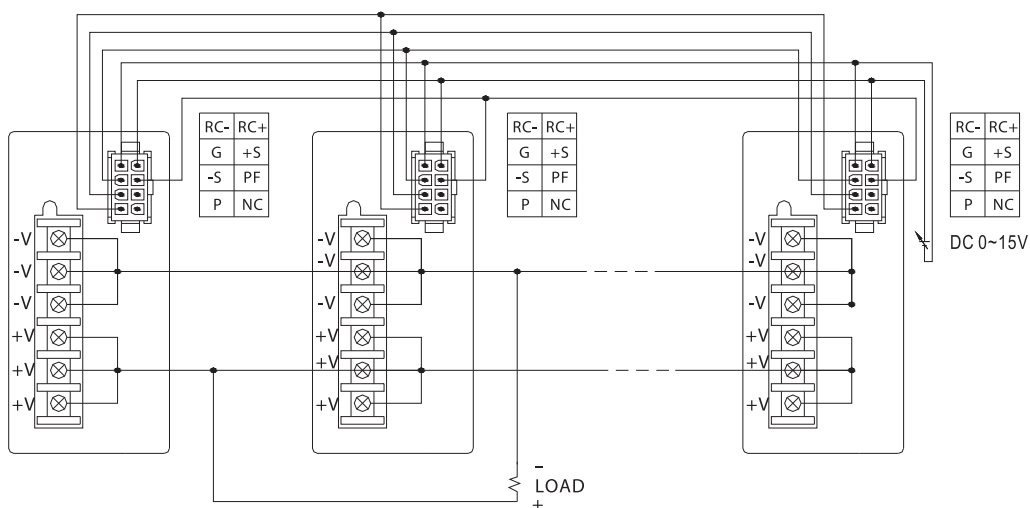 RC- RC+
G +S
-S PF
P NC
RC- RC+
G +S
-S PF
P NC
RC- RC+
G +S
-S PF
P NC
DC 0~15V
-V
-V
-V
+V
+V
+V
-V
-V
-V
+V
+V
+V
-V
-V
-V
+V
+V
+V
-
LOAD
+